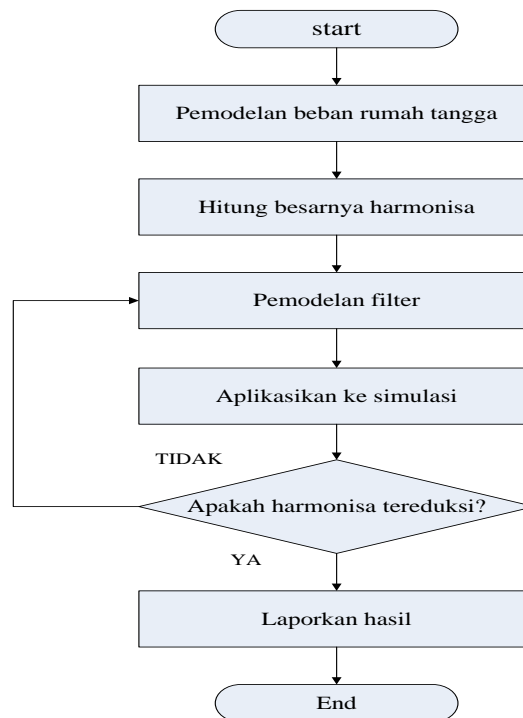 start
Pemodelan beban rumah tangga
Hitung besarnya harmonisa
Pemodelan filter
Aplikasikan ke simulasi
TIDAK
Apakah harmonisa tereduksi?
YA
Laporkan hasil
End